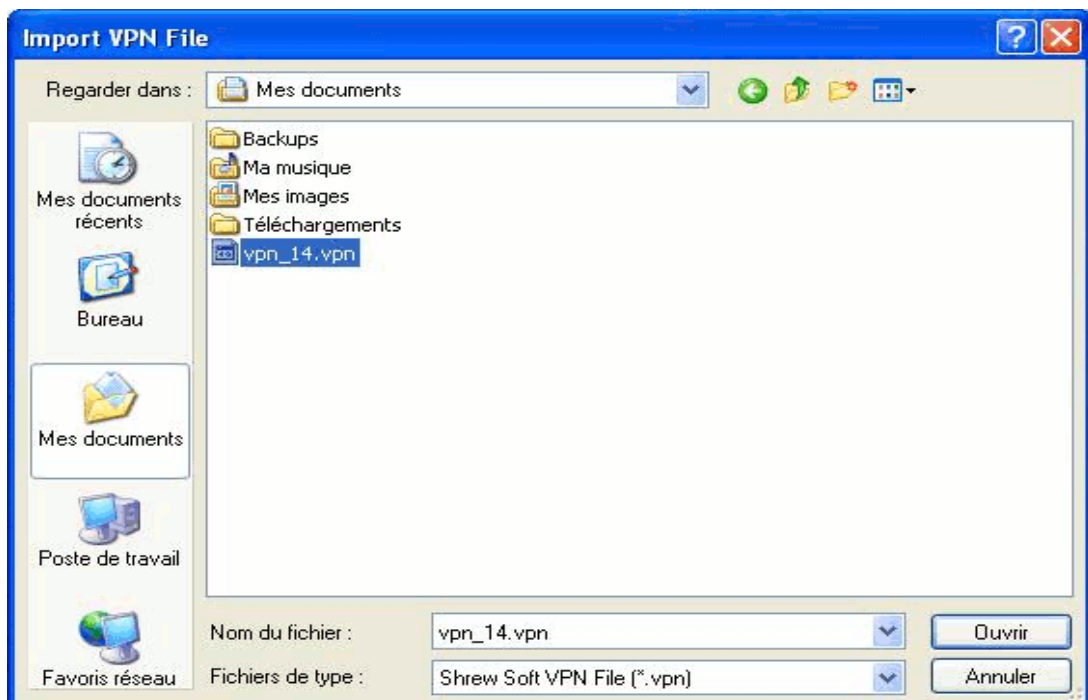 Import VPN File
Regarder dans :
Mes documents
Mes documents
récents
Bureau
Mes documents
Poste de travail
Favoris réseau
Backups
Ma musique
Mes images
Téléchargements
vpn_14.vpn
Nom du fichier :
vpn_14.vpn
Ouvrir
Fichiers de type :
Shrew Soft VPN File (*.vpn)
Annuler